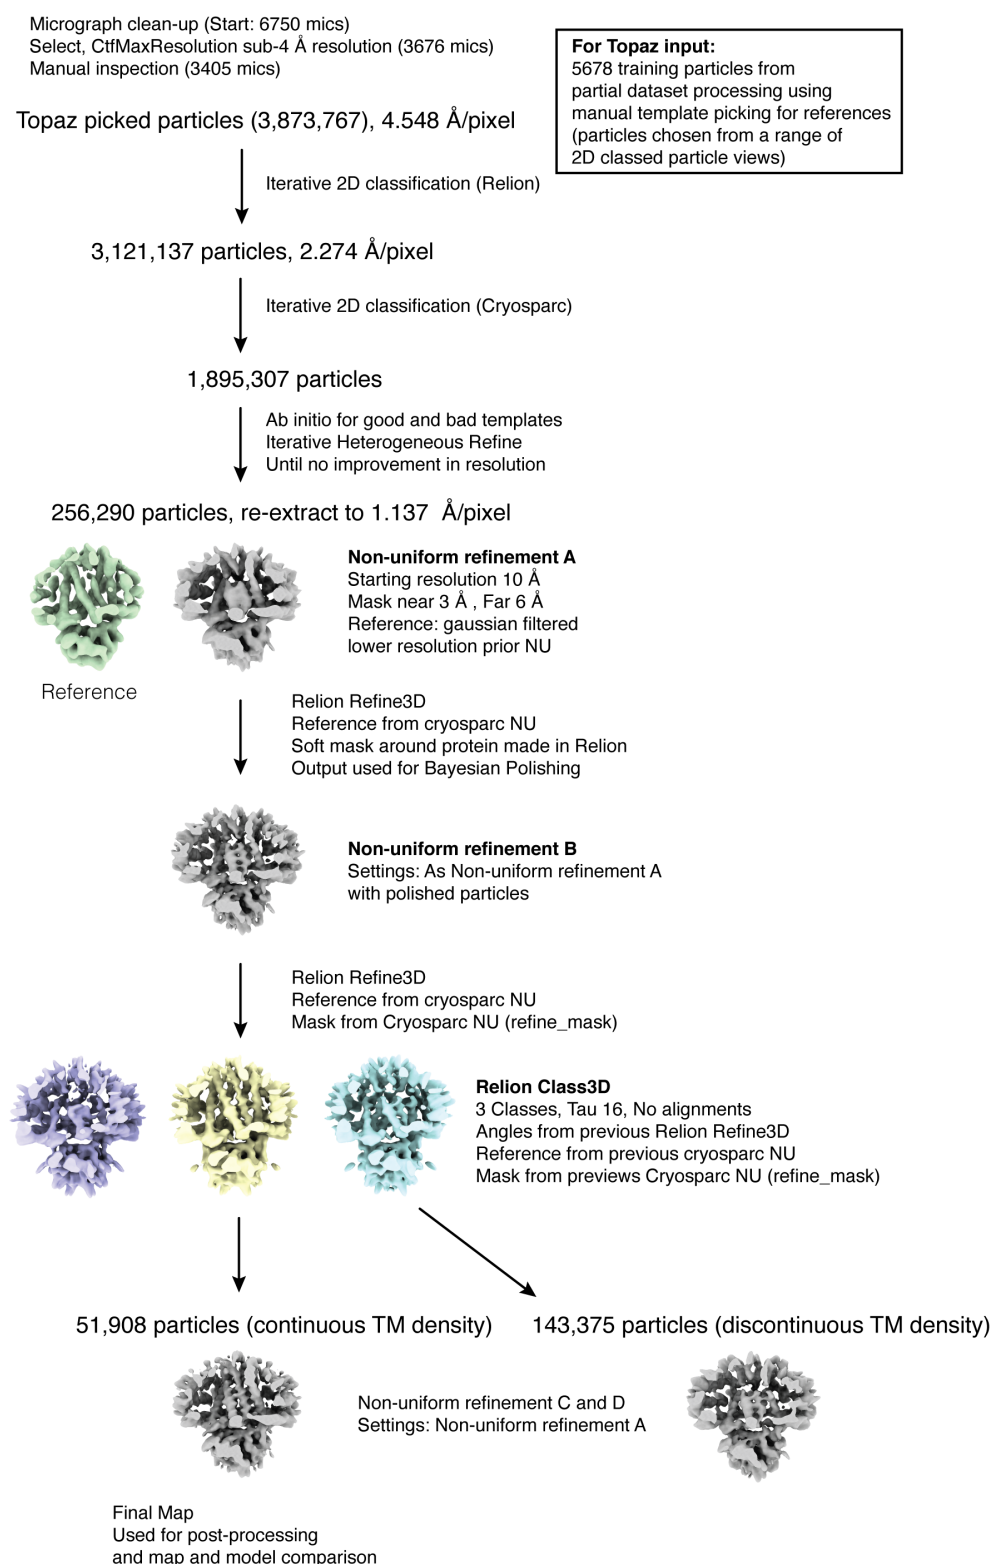 Micrograph clean-up (Start: 6750 mics)
Select, CtfMaxResolution sub-4 Å resolution (3676 mics)
Manual inspection (3405 mics)
For Topaz input:
5678 training particles from
partial dataset processing using
manual template picking for references
(particles chosen from a range of
2D classed particle views)
Topaz picked particles (3,873,767), 4.548 Å/pixel
Iterative 2D classification (Relion)
3,121,137 particles, 2.274 Å/pixel
Iterative 2D classification (Cryosparc)
1,895,307 particles
Ab initio for good and bad templates
Iterative Heterogeneous Refine
Until no improvement in resolution
256,290 particles, re-extract to 1.137 Å/pixel
Non-uniform refinement A
Starting resolution 10 Å
Mask near 3 Å , Far 6 Å
Reference: gaussian filtered
lower resolution prior NU
Reference
Relion Refine3D
Reference from cryosparc NU
Soft mask around protein made in Relion
Output used for Bayesian Polishing
Non-uniform refinement B
Settings: As Non-uniform refinement A
with polished particles
Relion Refine3D
Reference from cryosparc NU
Mask from Cryosparc NU (refine_mask)
Relion Class3D
3 Classes, Tau 16, No alignments
Angles from previous Relion Refine3D
Reference from previous cryosparc NU
Mask from previews Cryosparc NU (refine_mask)
51,908 particles (continuous TM density)
143,375 particles (discontinuous TM density)
Non-uniform refinement C and D
Settings: Non-uniform refinement A
Final Map
Used for post-processing
and map and model comparison